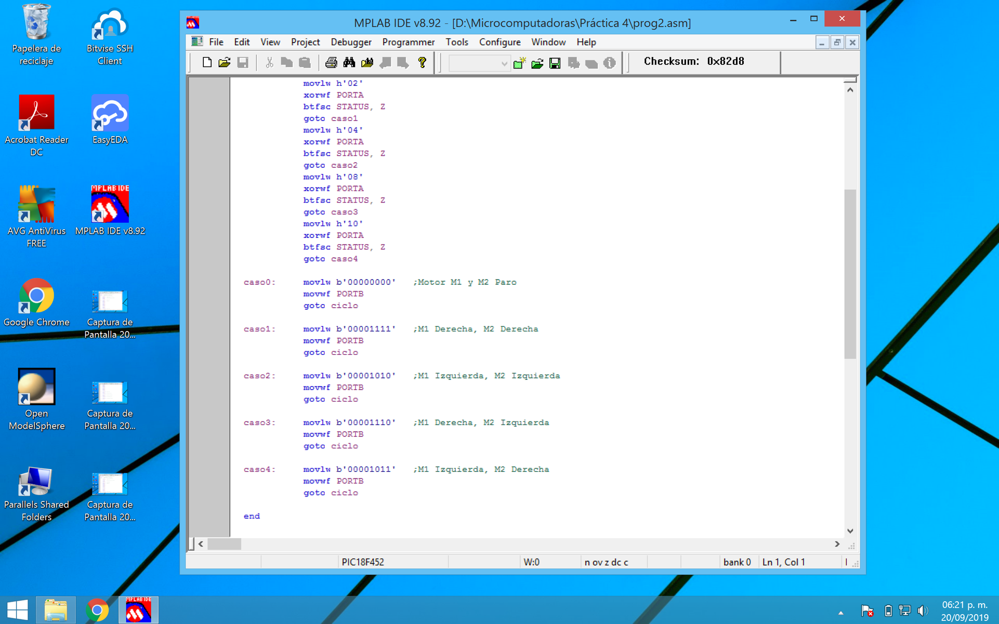 Papelera de
reciclaje
Bitvise SSH
Client
Acrobat Reader
DC
EasyEDA
AVG AntiVirus
FREE
MPLAB IDE
MPLAB IDE v8.92
Google Chrome
Captura de
Pantalla 20...
Open
ModelSphere
Captura de
Pantalla 20...
Parallels Shared
Folders
Captura de
Pantalla 20...
MPLAB IDE v8.92 - [D:\Microcomputadoras\Práctica 4\prog2.asm]
File Edit View Project Debugger Programmer Tools Configure Window Help
Checksum: 0x82d8
movlw h'02'
xorwf PORTA
btfsc STATUS, Z
goto caso1
movlw h'04'
xorwf PORTA
btfsc STATUS, Z
goto caso2
movlw h'08'
xorwf PORTA
btfsc STATUS, Z
goto caso3
movlw h'10'
xorwf PORTA
btfsc STATUS, Z
goto caso4
caso0: movlw b'00000000' ;Motor M1 y M2 Paro
movwf PORTB
goto ciclo
caso1: movlw b'00001111' ;M1 Derecha, M2 Derecha
movwf PORTB
goto ciclo
caso2: movlw b'00001010' ;M1 Izquierda, M2 Izquierda
movwf PORTB
goto ciclo
caso3: movlw b'00001110' ;M1 Derecha, M2 Izquierda
movwf PORTB
goto ciclo
caso4: movlw b'00001011' ;M1 Izquierda, M2 Derecha
movwf PORTB
goto ciclo
end
PIC18F452 W:0 n ov z dc c bank 0 Ln 1, Col 1
MPLAB IDE
06:21 p. m.
20/09/2019